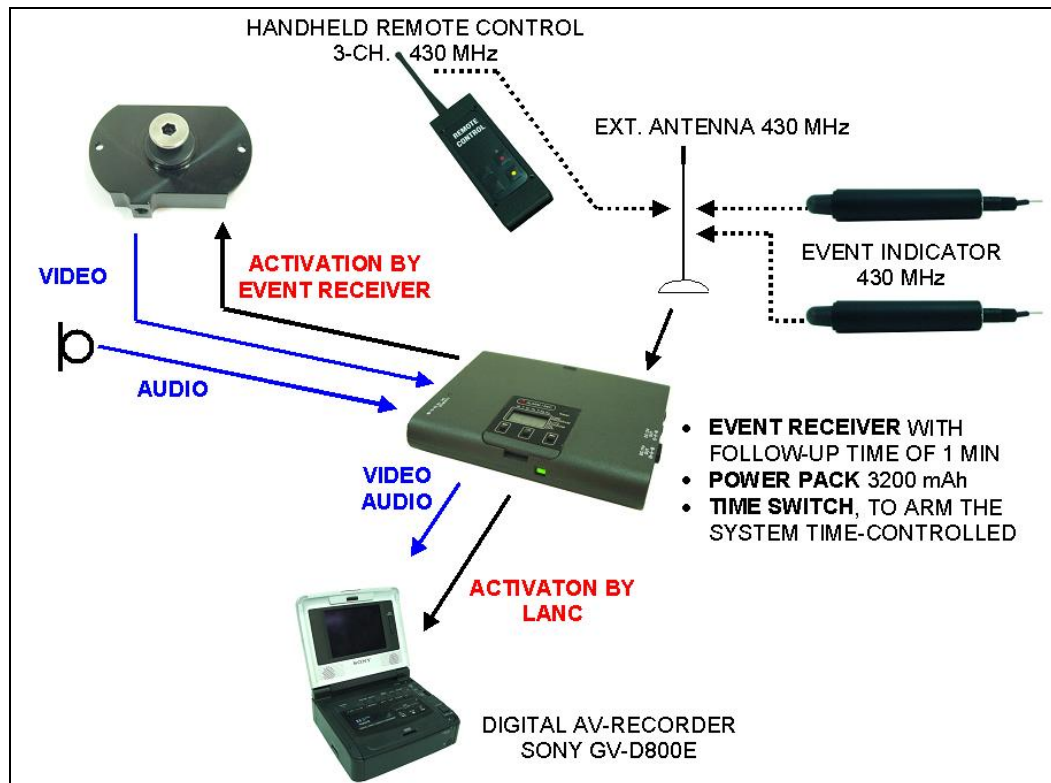 HANDHELD REMOTE CONTROL
3-CH. 430 MHz
REMOTE
CONTROL
EXT. ANTENNA 430 MHz
EVENT INDICATOR
430 MHz
VIDEO
ACTIVATION BY
EVENT RECEIVER
AUDIO
• EVENT RECEIVER WITH
FOLLOW-UP TIME OF 1 MIN
• POWER PACK 3200 mAh
• TIME SWITCH, TO ARM THE
SYSTEM TIME-CONTROLLED
VIDEO
AUDIO
ACTIVATON BY
LANC
SONY
DIGITAL AV-RECORDER
SONY GV-D800E